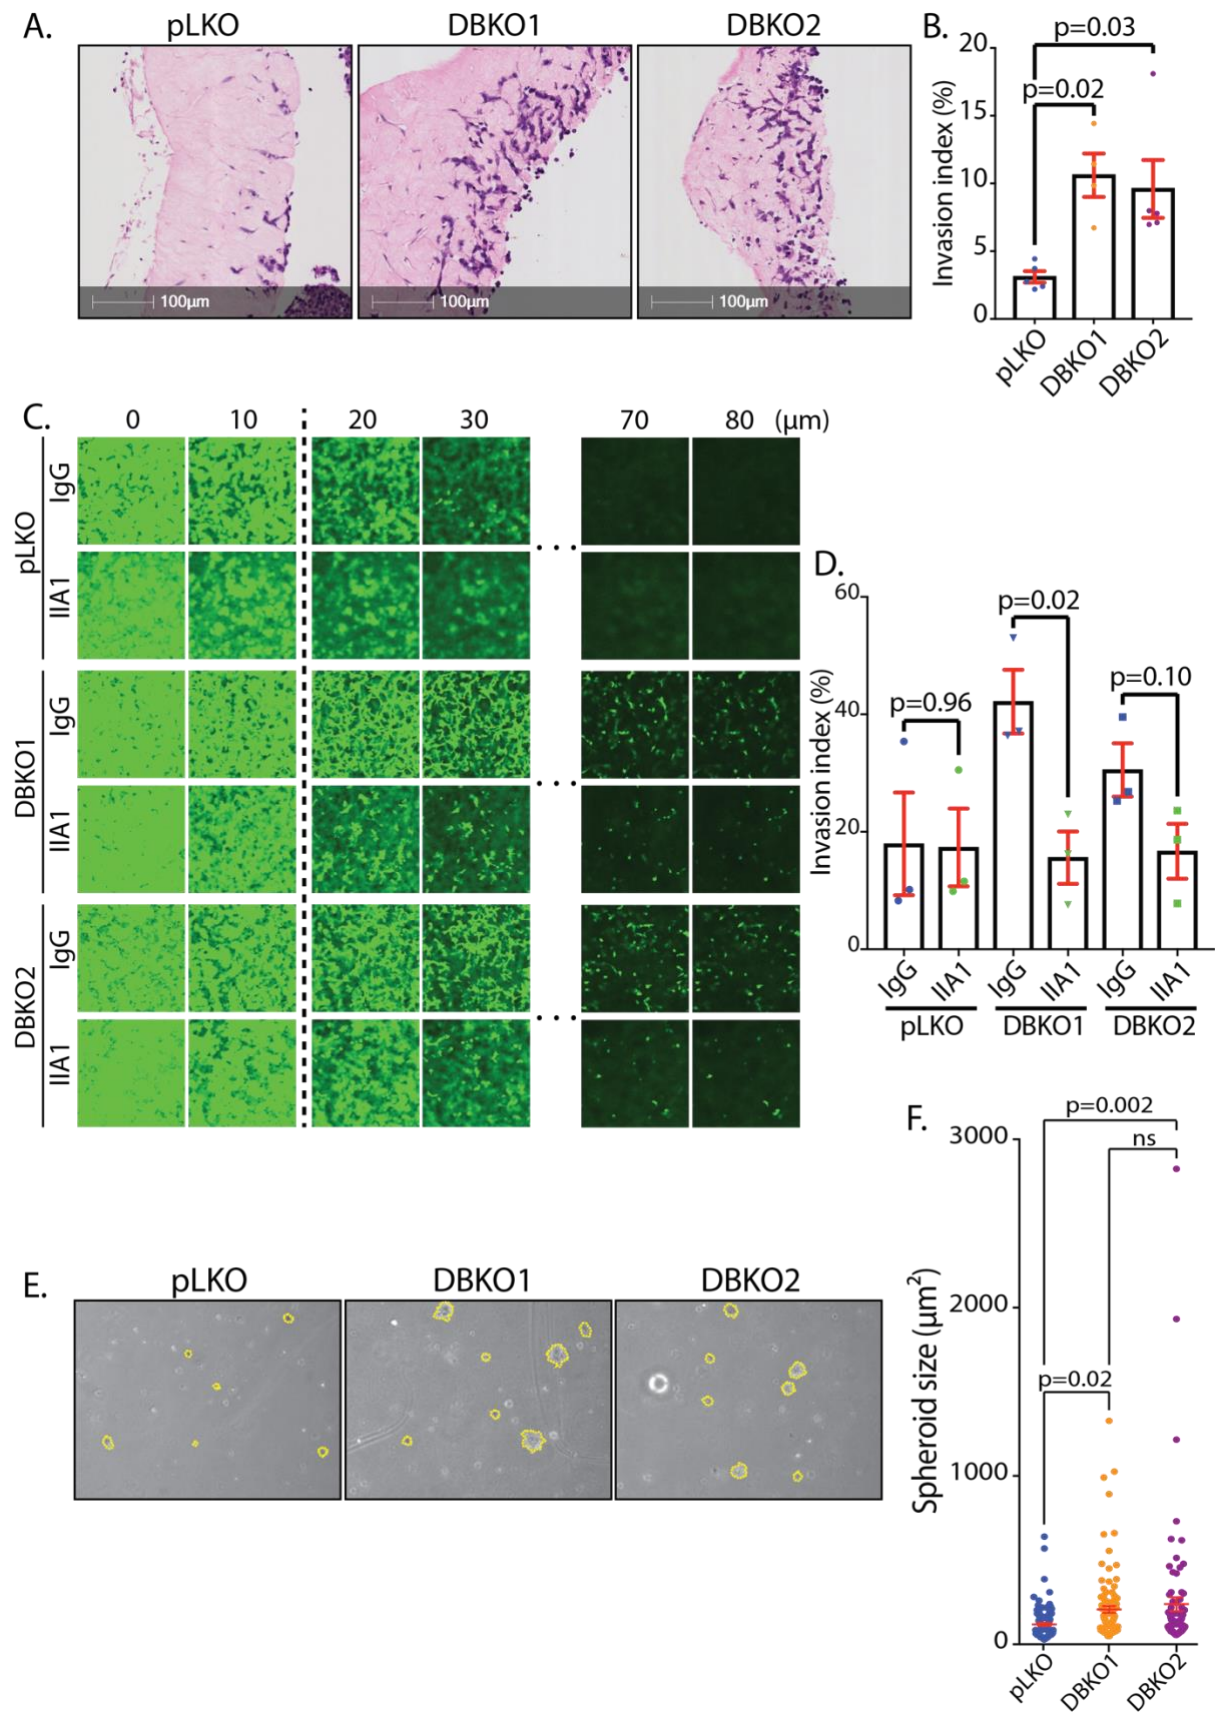 A.
pLKO
DBKO1
DBKO2
100µm
100µm
100µm
B.
Invasion index (%)
20
15
10
5
0
p=0.03
p=0.02
pLKO
DBKO1
DBKO2
C.
0
10
20
30
70
80
(µm)
pLKO
IgG
IIA1
DBKO1
IgG
IIA1
DBKO2
IgG
IIA1
. . .
. . .
. . .
D.
Invasion index (%)
60
40
20
0
p=0.96
p=0.02
p=0.10
IgG
IIA1
IgG
IIA1
IgG
IIA1
pLKO
DBKO1
DBKO2
E.
pLKO
DBKO1
DBKO2
F.
Spheroid size (µm²)
3000
2000
1000
0
p=0.002
ns
p=0.02
pLKO
DBKO1
DBKO2